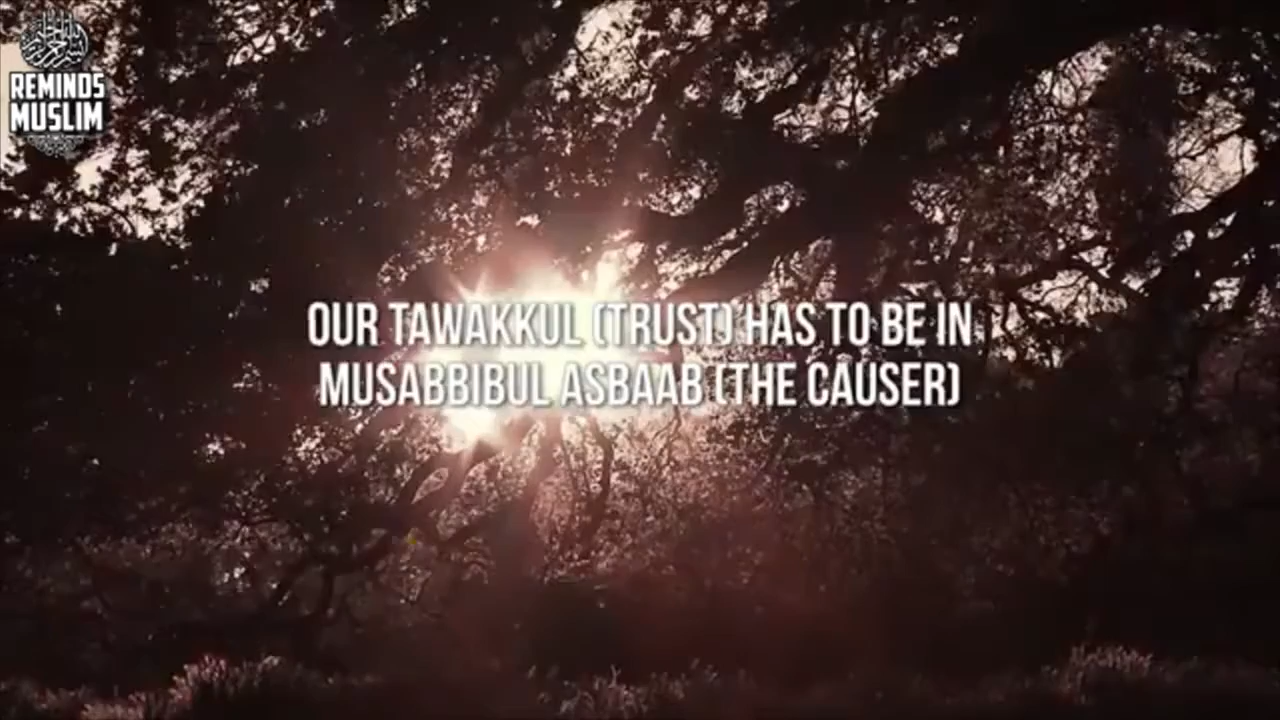 REMINDS
MUSLIM
OUR TAWAKKUL (TRUST) HAS TO BE IN
MUSABBIBUL ASBAAB (THE CAUSER)